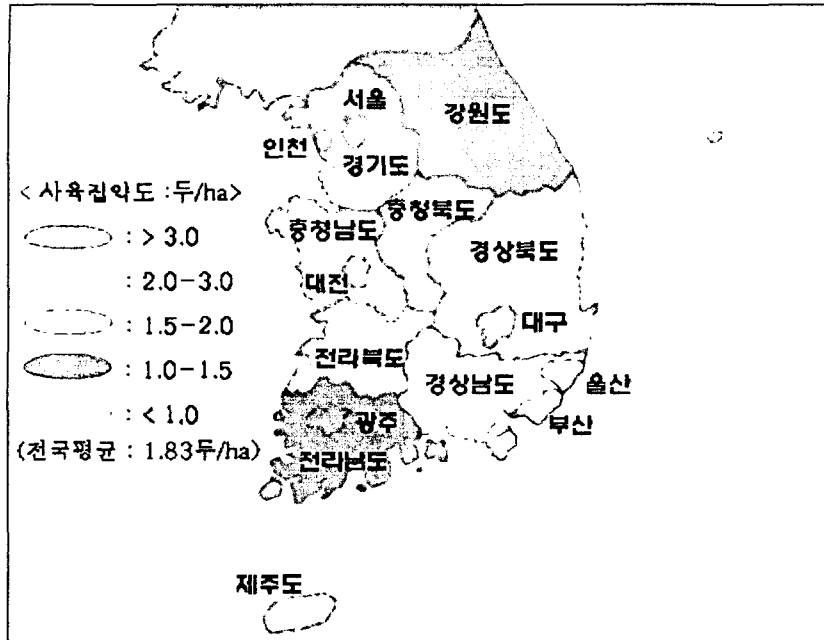 서울
강원도
인천
경기도
< 사육집약도 :두/ha>
: > 3.0
: 2.0-3.0
: 1.5-2.0
: 1.0-1.5
: < 1.0
(전국평균 : 1.83두/ha)
충청북도
충청남도
경상북도
대전
대구
전라북도
경상남도
울산
부산
광주
전라남도
제주도